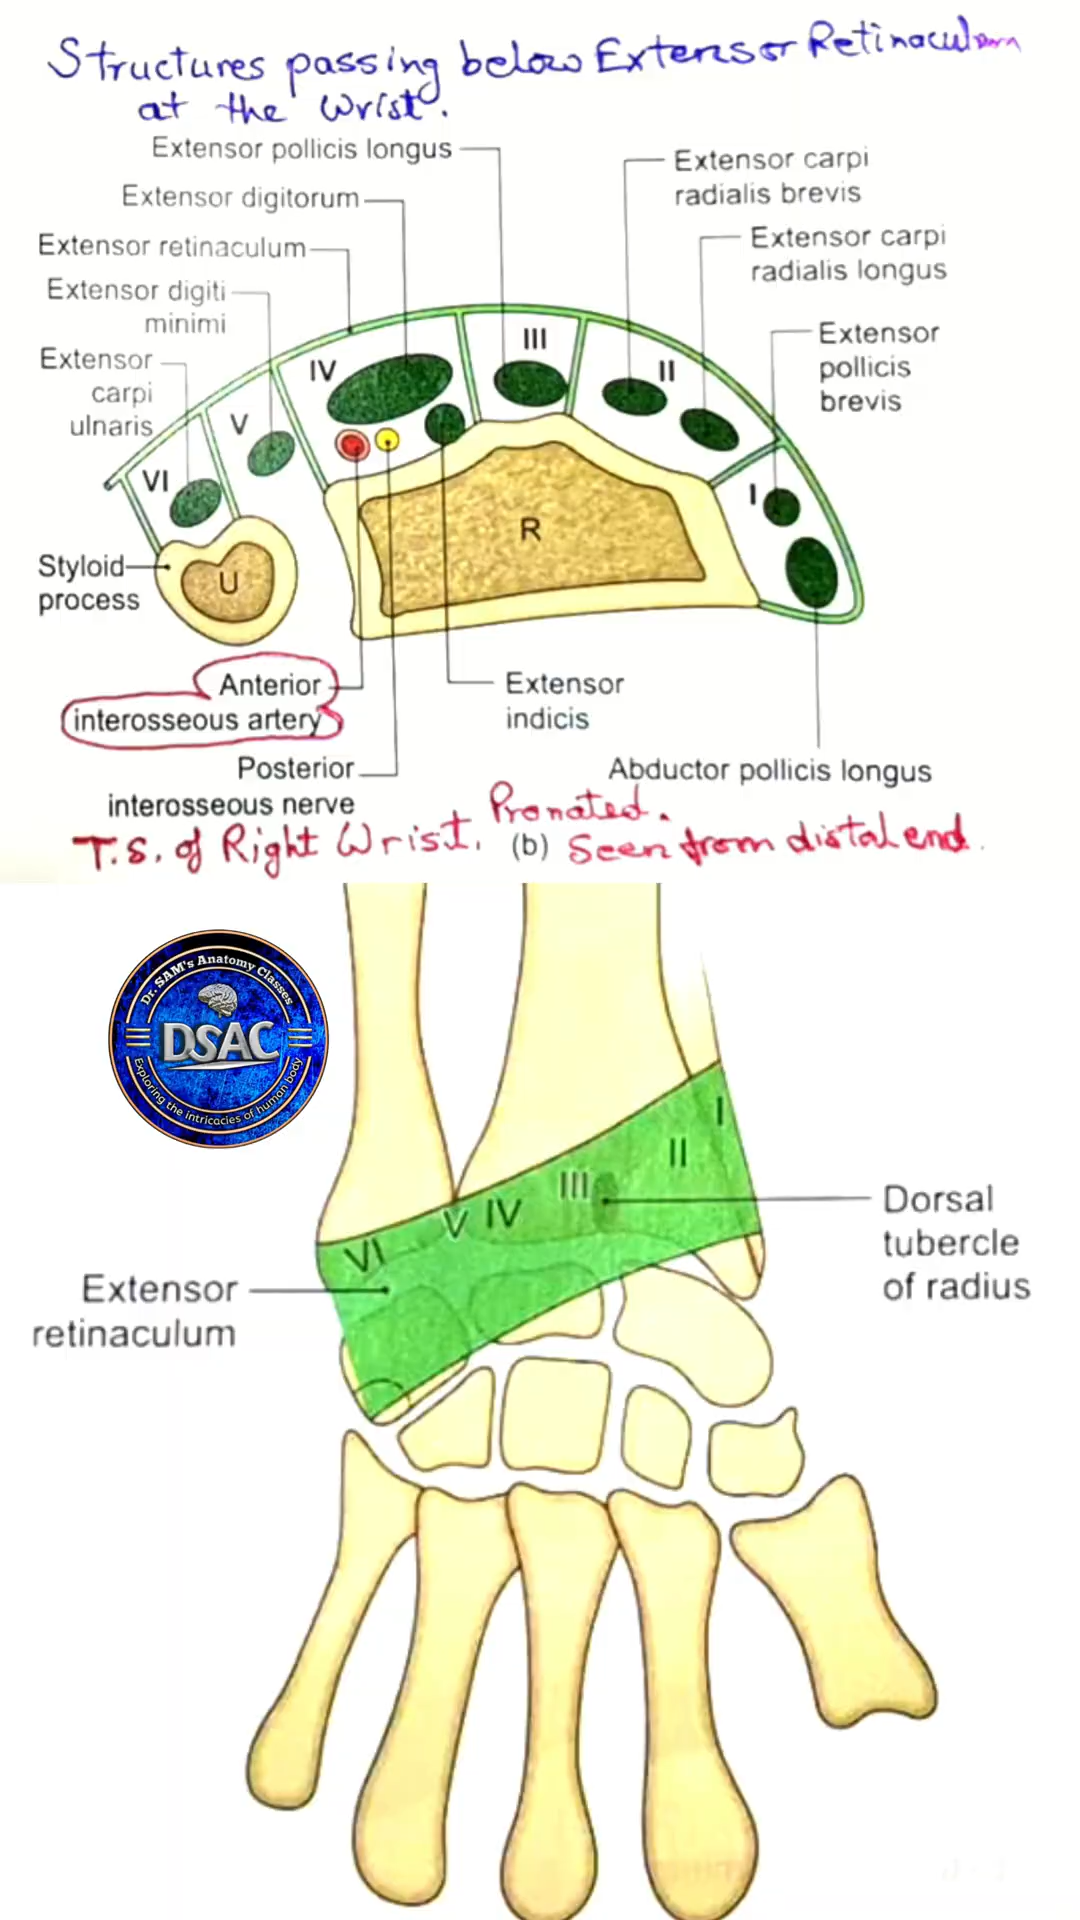 Structures passing below Extensor Retinaculum
at the Wrist.
Extensor pollicis longus
Extensor digitorum
Extensor retinaculum
Extensor digiti
minimi
Extensor
carpi
ulnaris
Extensor carpi
radialis brevis
Extensor carpi
radialis longus
Extensor
pollicis
brevis
VI
V
IV
III
II
I
R
U
Styloid
process
Anterior
interosseous artery
Posterior
interosseous nerve
Extensor
indicis
Abductor pollicis longus
Pronated.
T.S. of Right Wrist. (b) Seen from distal end.
Dr. SAM's Anatomy Classes
DSAC
Exploring the intricacies of human body
I
II
III
IV
V
VI
Dorsal
tubercle
of radius
Extensor
retinaculum